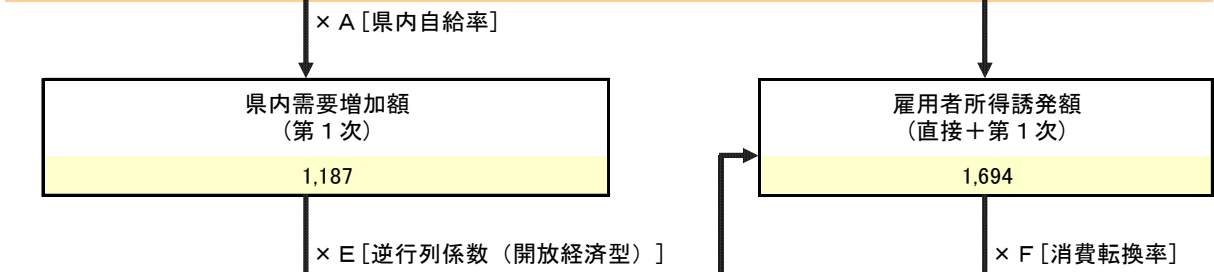 × A [県内自給率]
県内需要増加額
(第１次)
1,187
雇用者所得誘発額
(直接＋第１次)
1,694
× E [逆行列係数（開放経済型）]
× F [消費転換率]